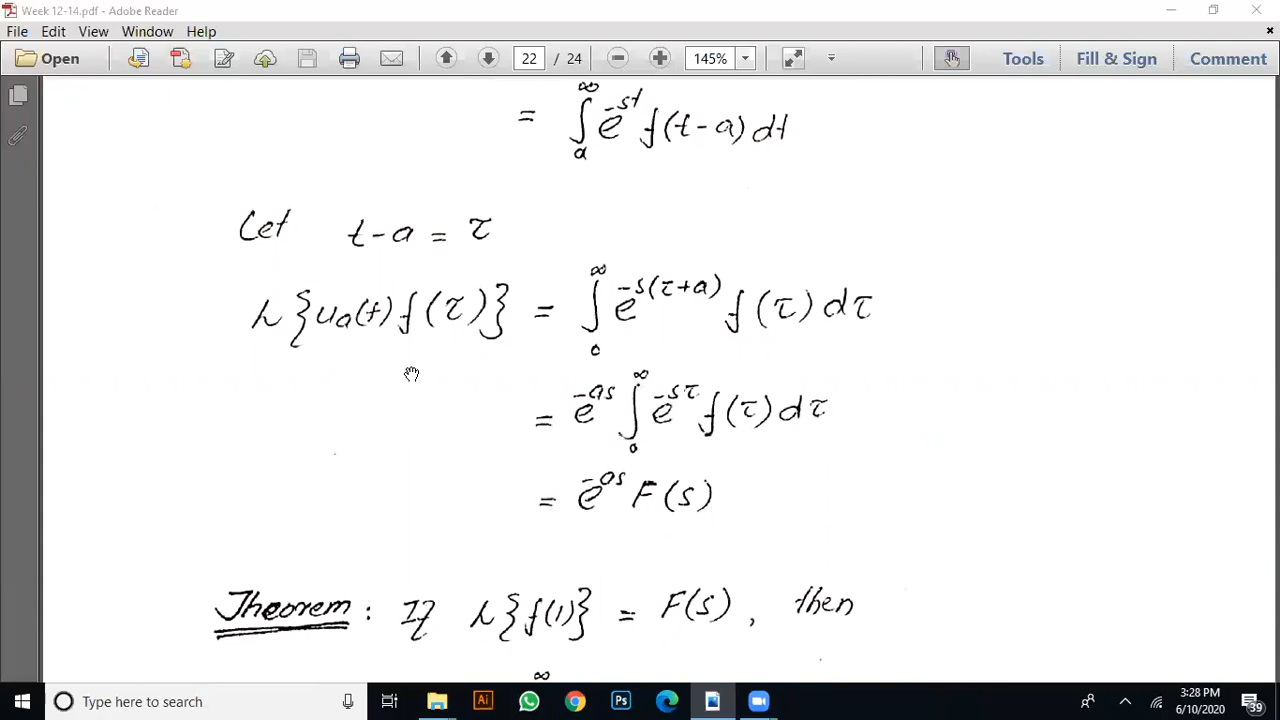 Week 12-14.pdf - Adobe Reader
File Edit View Window Help
Open 22 / 24 145% Tools Fill & Sign Comment
= ∫_a^∞ e^{-st} f(t-a) dt
Let t-a = τ
L{u_a(t) f(τ)} = ∫_0^∞ e^{-s(τ+a)} f(τ) dτ
= e^{-as} ∫_0^∞ e^{-sτ} f(τ) dτ
= e^{-as} F(s)
Theorem : If L{f(1)} = F(s), then
∞
Type here to search
3:28 PM
6/10/2020
39